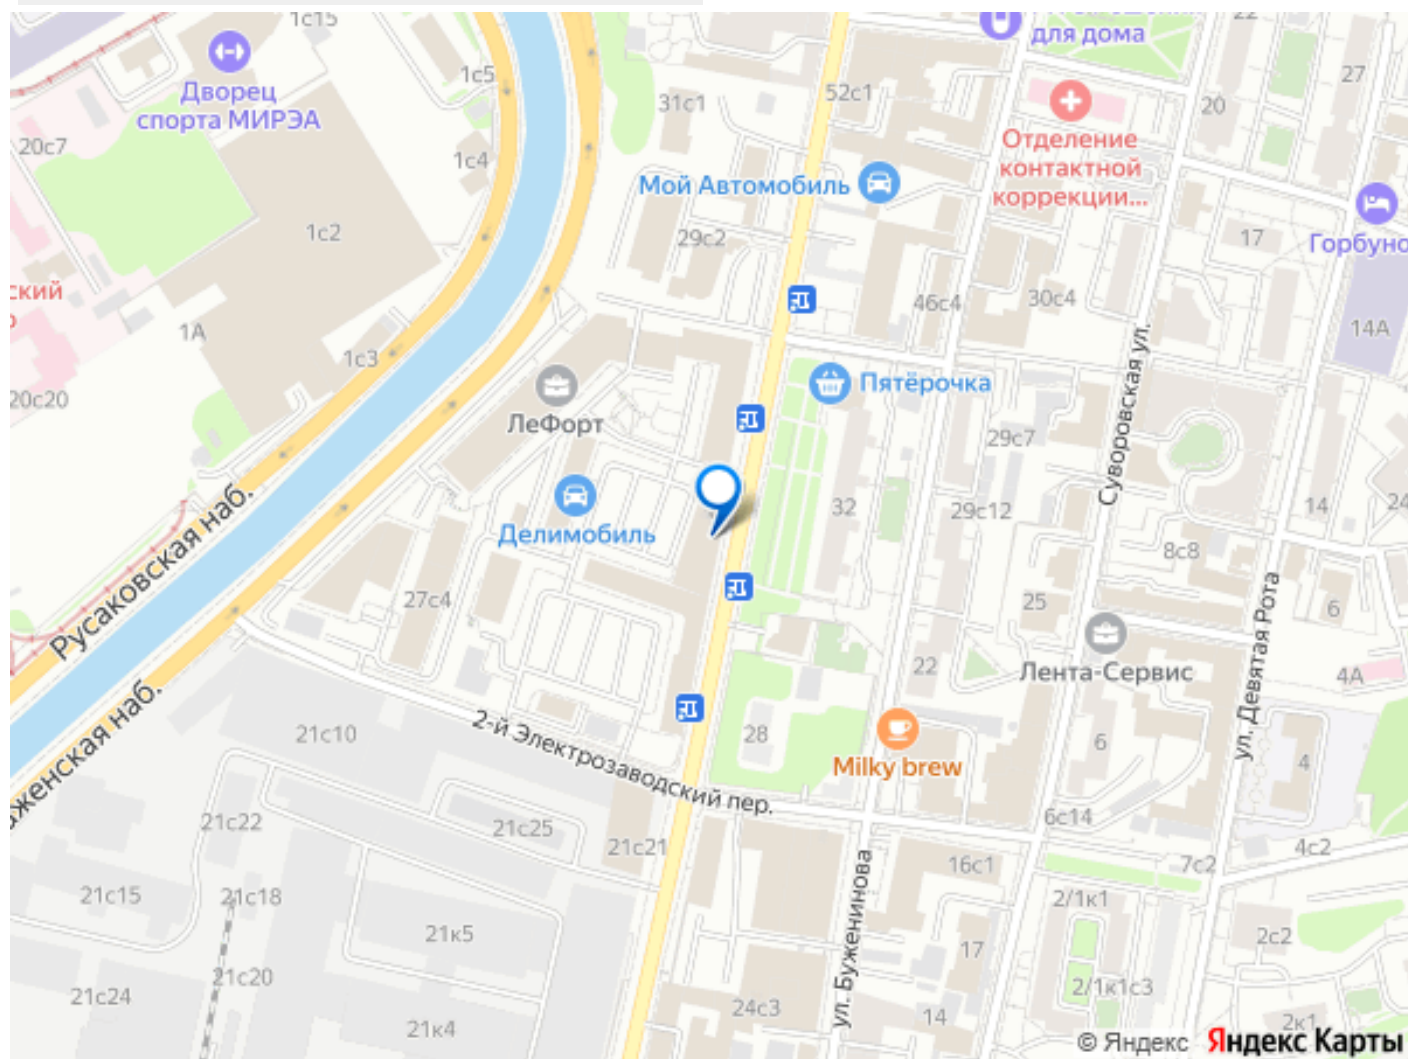 1с15
для дома
22
27
Дворец
спорта МИРЭА
1с5
31с1
52с1
20
20с7
1с4
Отделение
контактной
коррекции...
Мой Автомобиль
1с2
29с2
17
Горбуно
ский
46с4
30с4
1А
14А
1с3
20с20
ЛеФорт
Пятёрочка
Суворовская ул.
29с7
Русаковская наб.
Делимобиль
32
29с12
14
24
8с8
27с4
25
6
Лента-Сервис
ул. Девятая Рота
22
4А
женская наб.
21с10
2-й Электрозаводский пер.
28
Milky brew
6
4
21с22
21с25
21с21
6с14
4с2
16с1
7с2
21с15
21с18
2/1к1
ул. Буженинова
21к5
17
2с2
21с20
21с24
24с3
14
2/1к1с3
21к4
2к1
© Яндекс Яндекс Карты